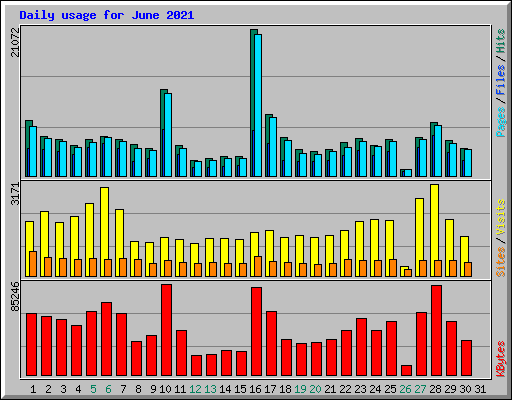 Daily usage for June 2021
21072
3171
85246
Pages / Files / Hits
Sites / Visits
KBytes
1 2 3 4 5 6 7 8 9 10 11 12 13 14 15 16 17 18 19 20 21 22 23 24 25 26 27 28 29 30 31